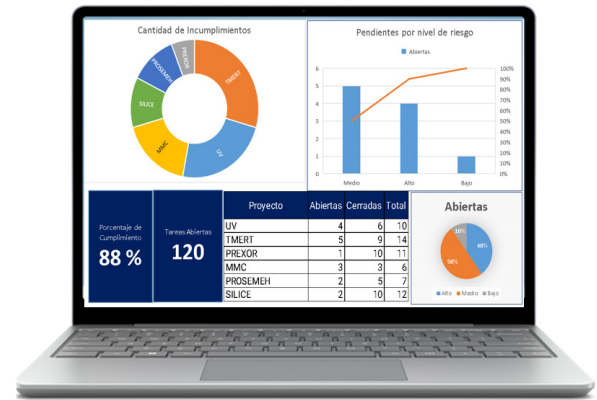 Cantidad de Incumplimientos
PREXOR
PROSEMEH
TMERT
SILICE
MMC
UV
Pendientes por nivel de riesgo
Abiertas
6
5
4
3
2
1
0
100%
90%
80%
70%
60%
50%
40%
30%
20%
10%
0%
Medio Alto Bajo
Porcentaje de
Cumplimiento
88 %
Tareas Abiertas
120
Proyecto Abiertas Cerradas Total
UV 4 6 10
TMERT 5 9 14
PREXOR 1 10 11
MMC 3 3 6
PROSEMEH 2 5 7
SILICE 2 10 12
Abiertas
10%
40%
50%
Alto Medio Bajo